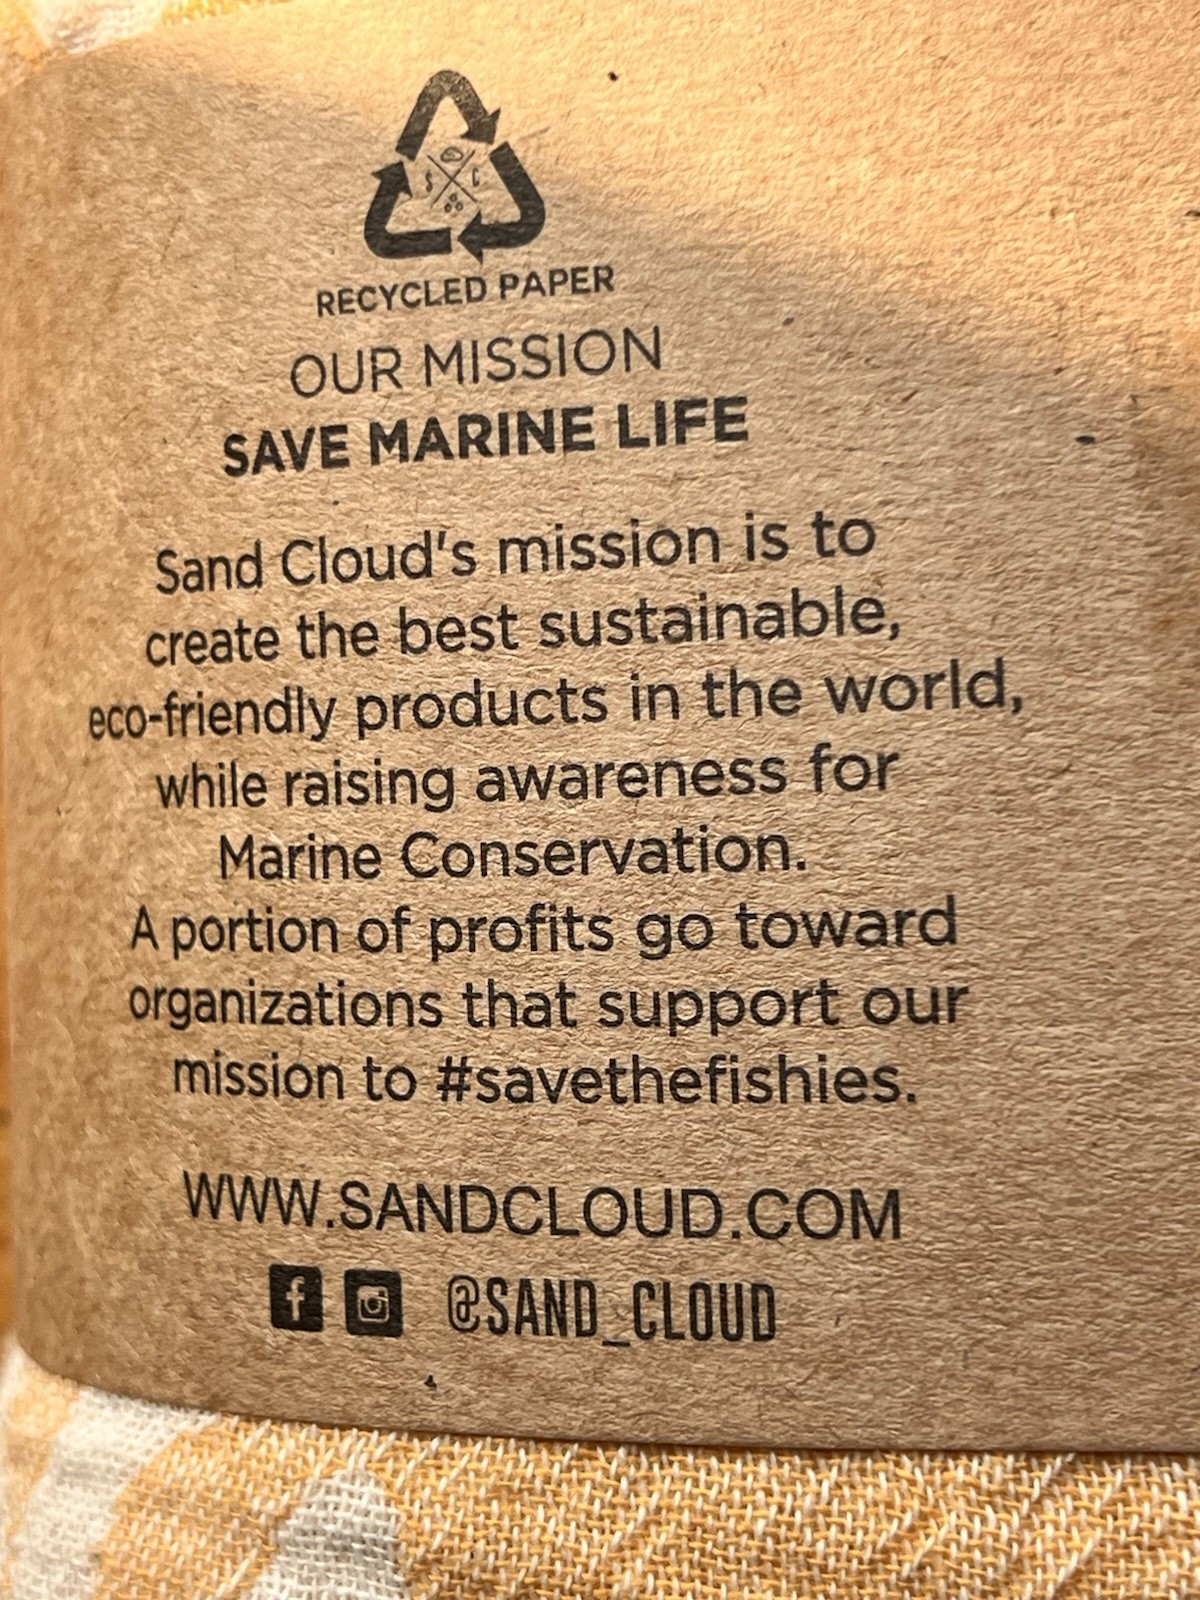 S C
RECYCLED PAPER
OUR MISSION
SAVE MARINE LIFE
Sand Cloud's mission is to
create the best sustainable,
eco-friendly products in the world,
while raising awareness for
Marine Conservation.
A portion of profits go toward
organizations that support our
mission to #savethefishies.
WWW.SANDCLOUD.COM
f @SAND_CLOUD